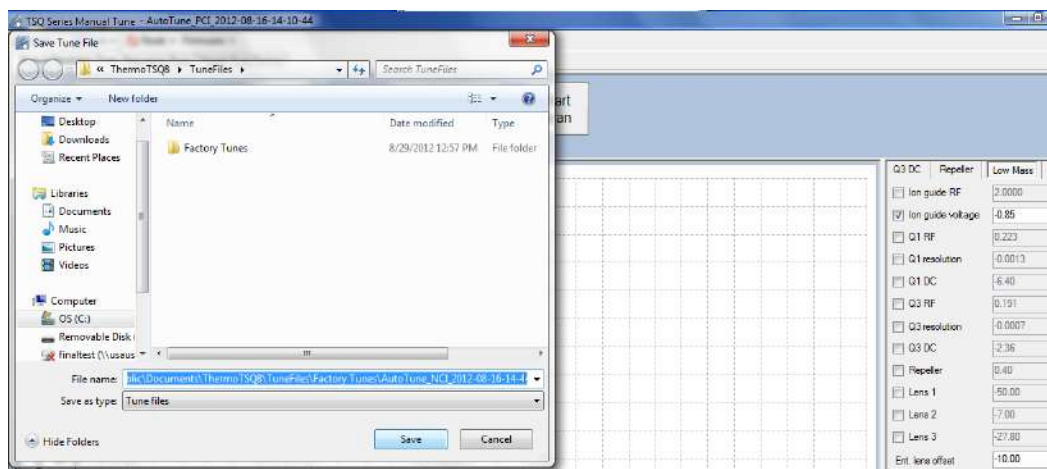 TSQ Series Manual Tune - AutoTune_PCI_2012-08-16-14-10-44
Save Tune File
« ThermoTSQ8 ▸ TuneFiles ▸
Search TuneFiles
Organize ▾ New folder
art
an
Desktop
Downloads
Recent Places
Libraries
Documents
Music
Pictures
Videos
Computer
OS (C:)
Removable Disk
finaltest (\\usaus
Name Date modified Type
Factory Tunes 8/29/2012 12:57 PM File folder
File name: blic\Documents\ThermoTSQ8\TuneFiles\Factory Tunes\AutoTune_NCI_2012-08-16-14-4
Save as type: Tune files
Hide Folders
Save Cancel
Q3 DC Repeller Low Mass
Ion guide RF 2.0000
Ion guide voltage -0.85
Q1 RF 0.223
Q1 resolution -0.0013
Q1 DC -6.40
Q3 RF 0.191
Q3 resolution -0.0007
Q3 DC -2.36
Repeller 0.40
Lens 1 -50.00
Lens 2 -7.00
Lens 3 -27.80
Ent. lens offset -10.00